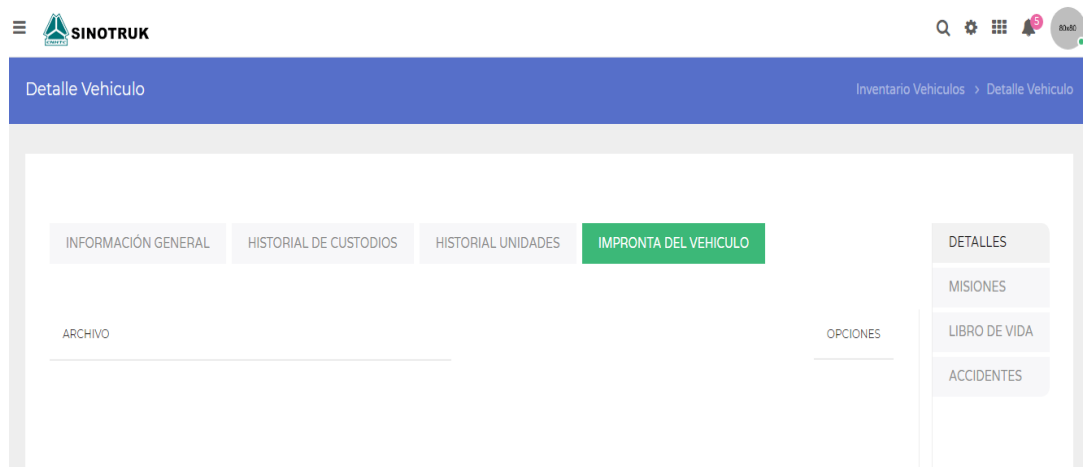 SINOTRUK
5
80x80
Detalle Vehiculo
Inventario Vehiculos > Detalle Vehiculo
INFORMACIÓN GENERAL
HISTORIAL DE CUSTODIOS
HISTORIAL UNIDADES
IMPRONTA DEL VEHICULO
DETALLES
MISIONES
LIBRO DE VIDA
ACCIDENTES
ARCHIVO
OPCIONES